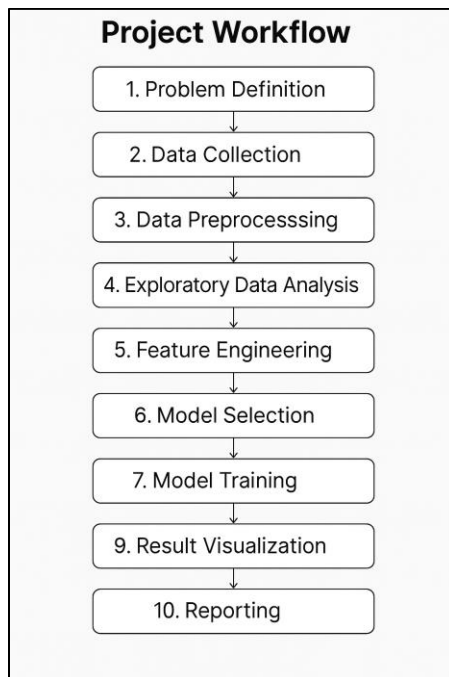 Project Workflow
1. Problem Definition
2. Data Collection
3. Data Preprocesssing
4. Exploratory Data Analysis
5. Feature Engineering
6. Model Selection
7. Model Training
9. Result Visualization
10. Reporting